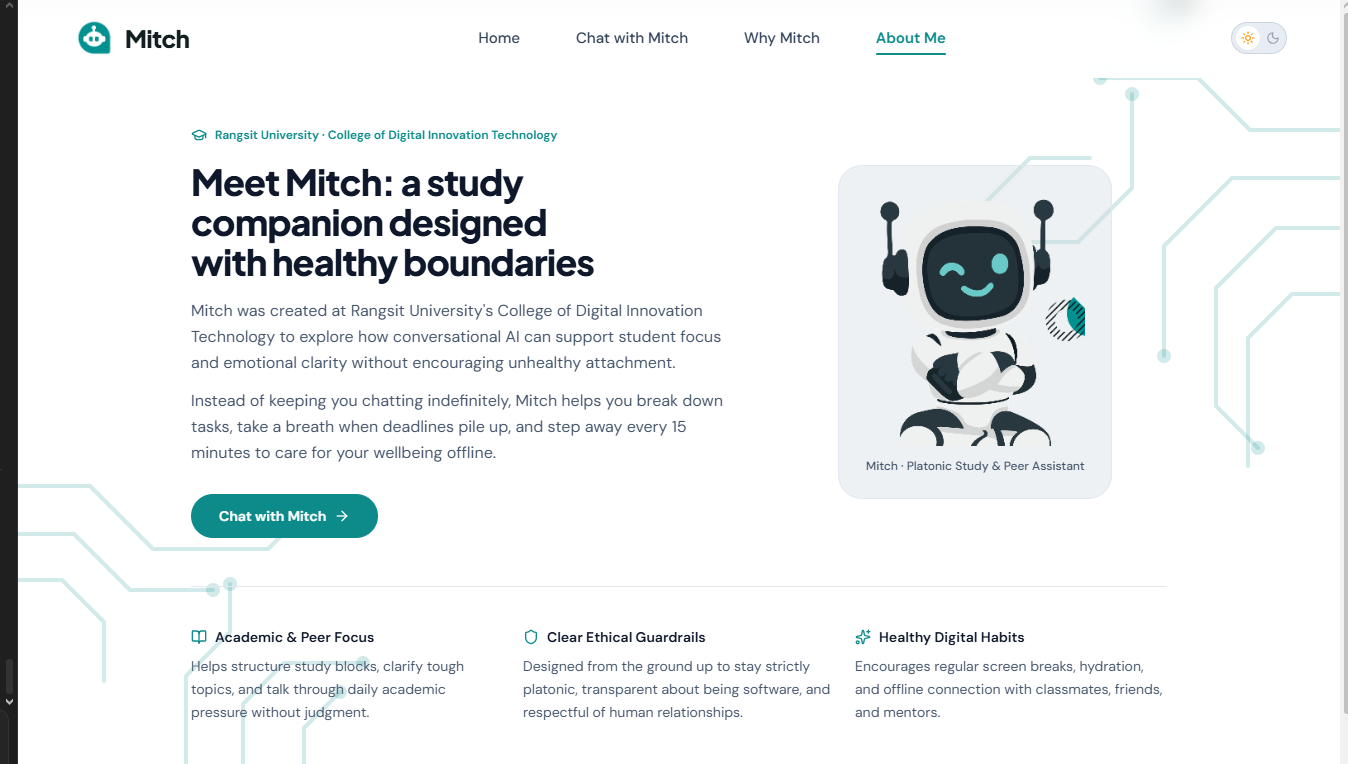 Mitch
Home
Chat with Mitch
Why Mitch
About Me
Rangsit University · College of Digital Innovation Technology
Meet Mitch: a study
companion designed
with healthy boundaries
Mitch was created at Rangsit University's College of Digital Innovation
Technology to explore how conversational AI can support student focus
and emotional clarity without encouraging unhealthy attachment.
Instead of keeping you chatting indefinitely, Mitch helps you break down
tasks, take a breath when deadlines pile up, and step away every 15
minutes to care for your wellbeing offline.
Chat with Mitch
Mitch · Platonic Study & Peer Assistant
Academic & Peer Focus
Helps structure study blocks, clarify tough
topics, and talk through daily academic
pressure without judgment.
Clear Ethical Guardrails
Designed from the ground up to stay strictly
platonic, transparent about being software, and
respectful of human relationships.
Healthy Digital Habits
Encourages regular screen breaks, hydration,
and offline connection with classmates, friends,
and mentors.